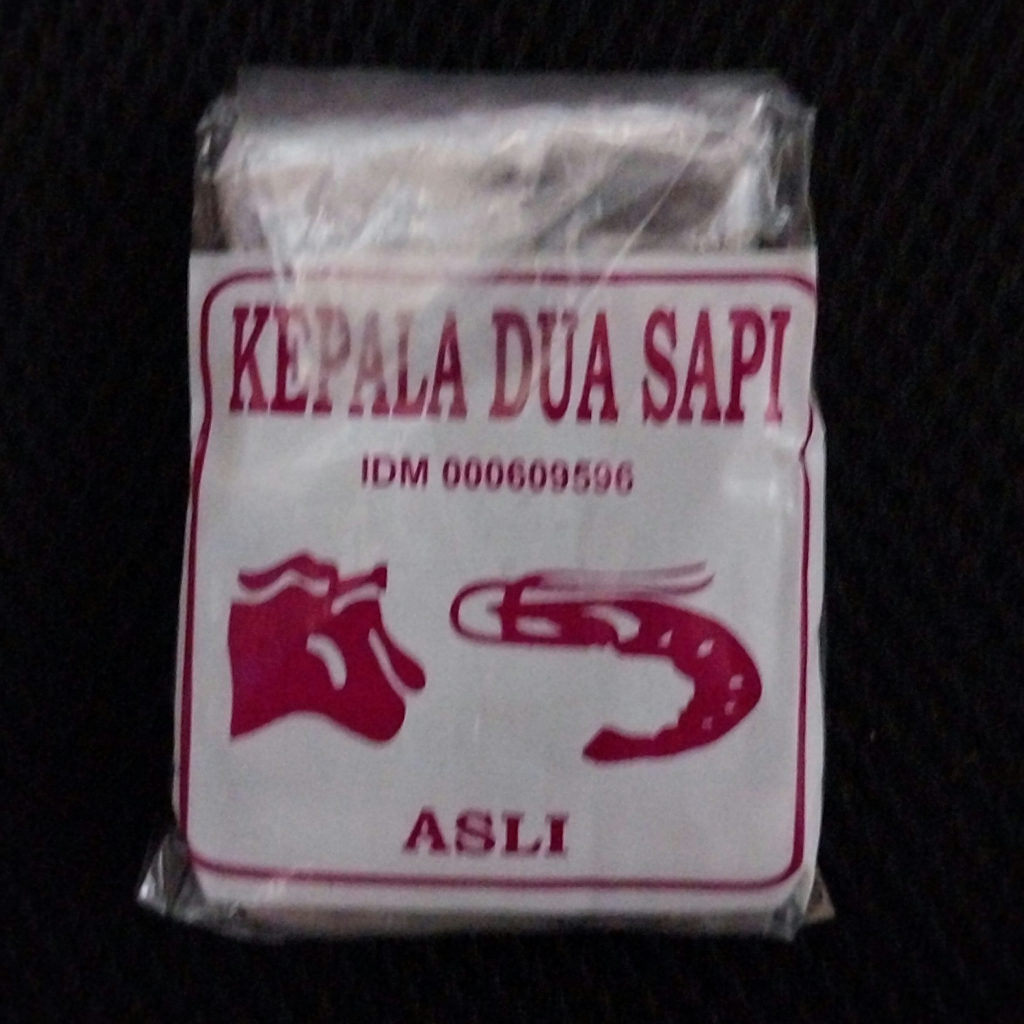 KEPALA DUA SAPI
IDM 000609596
ASLI